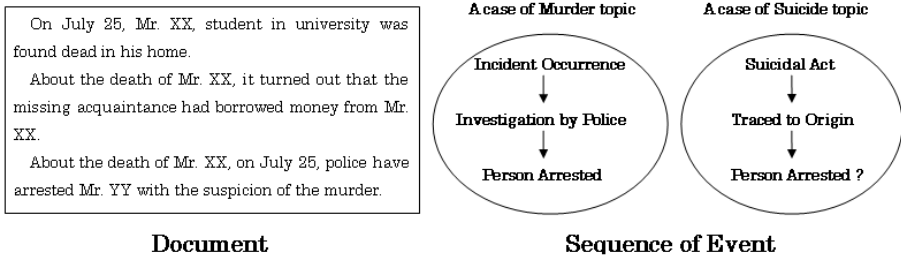 On July 25, Mr. XX, student in university was
found dead in his home.
About the death of Mr. XX, it turned out that the
missing acquaintance had borrowed money from Mr.
XX.
About the death of Mr. XX, on July 25, police have
arrested Mr. YY with the suspicion of the murder.
Document
A case of Murder topic
Incident Occurrence
Investigation by Police
Person Arrested
A case of Suicide topic
Suicidal Act
Traced to Origin
Person Arrested ?
Sequence of Event